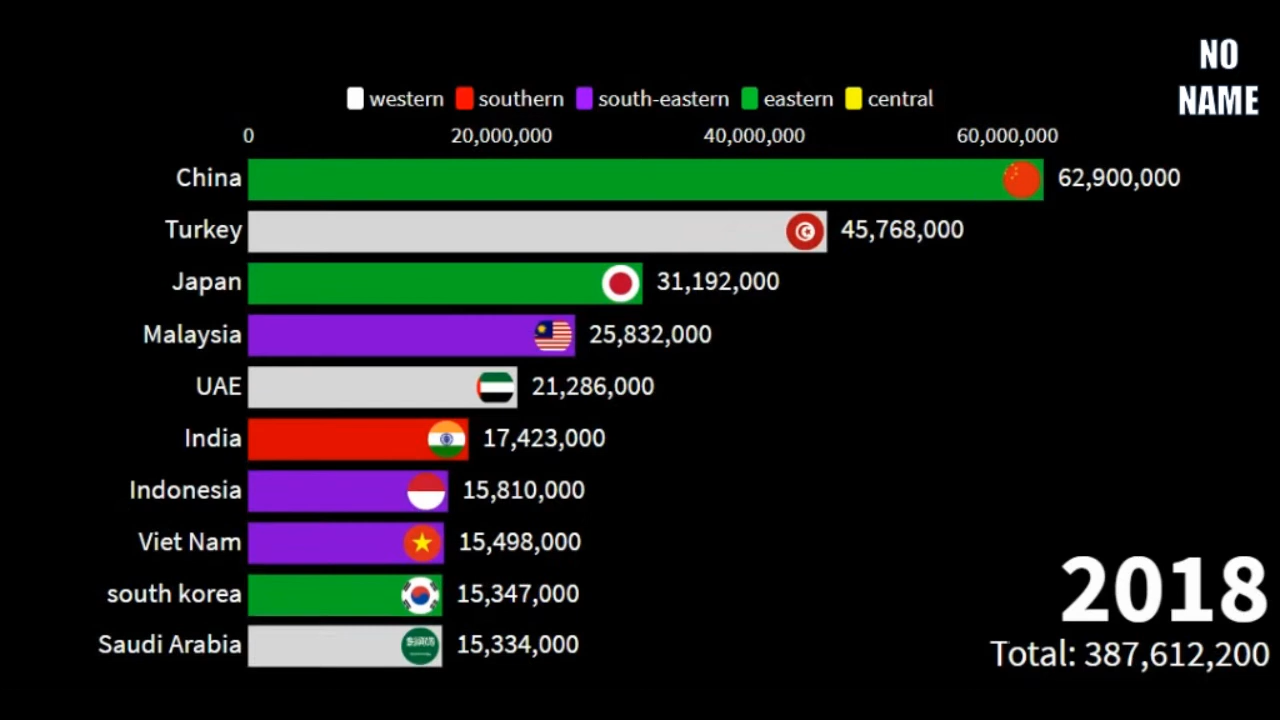 NO
NAME
western southern south-eastern eastern central
0 20,000,000 40,000,000 60,000,000
China 62,900,000
Turkey 45,768,000
Japan 31,192,000
Malaysia 25,832,000
UAE 21,286,000
India 17,423,000
Indonesia 15,810,000
Viet Nam 15,498,000
south korea 15,347,000
Saudi Arabia 15,334,000
2018
Total: 387,612,200